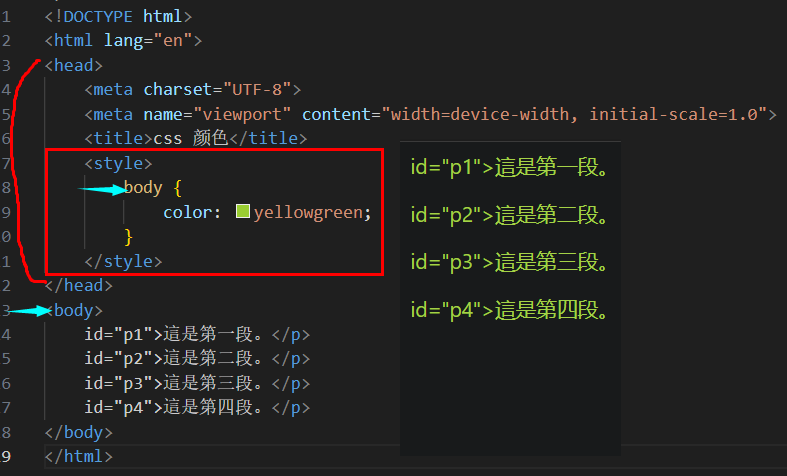 1 <!DOCTYPE html>
2 <html lang="en">
3 <head>
4 <meta charset="UTF-8">
5 <meta name="viewport" content="width=device-width, initial-scale=1.0">
6 <title>css 颜色</title>
7 <style>
8 body {
9 color: yellowgreen;
0 }
1 </style>
2 </head>
3 <body>
4 id="p1">這是第一段。</p>
5 id="p2">這是第二段。</p>
6 id="p3">這是第三段。</p>
7 id="p4">這是第四段。</p>
8 </body>
9 </html>
id="p1">這是第一段。
id="p2">這是第二段。
id="p3">這是第三段。
id="p4">這是第四段。